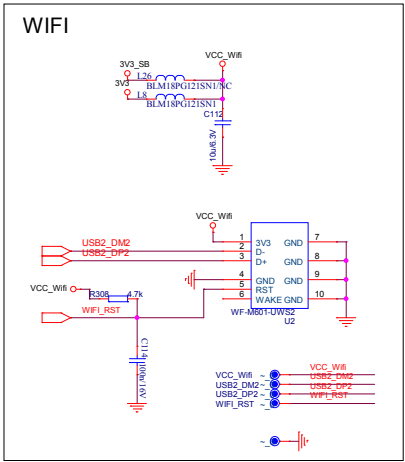 WIFI
VCC_Wifi
3V3_SB
L26
BLM18PG121SN1/NC
3V3
L8
BLM18PG121SN1
C112
10u/6.3V
VCC_Wifi
USB2_DM2
USB2_DP2
1 3V3 GND 7
2 D-
3 D+ GND 8
4 GND GND 9
5 RST
6 WAKE GND 10
WF-M601-UWS2
U2
VCC_Wifi
R308 4.7k
WIFI_RST
C114
100n/16V
VCC_Wifi ~ VCC_Wifi
USB2_DM2 ~ USB2_DM2
USB2_DP2 ~ USB2_DP2
WIFI_RST ~ WIFI_RST
~